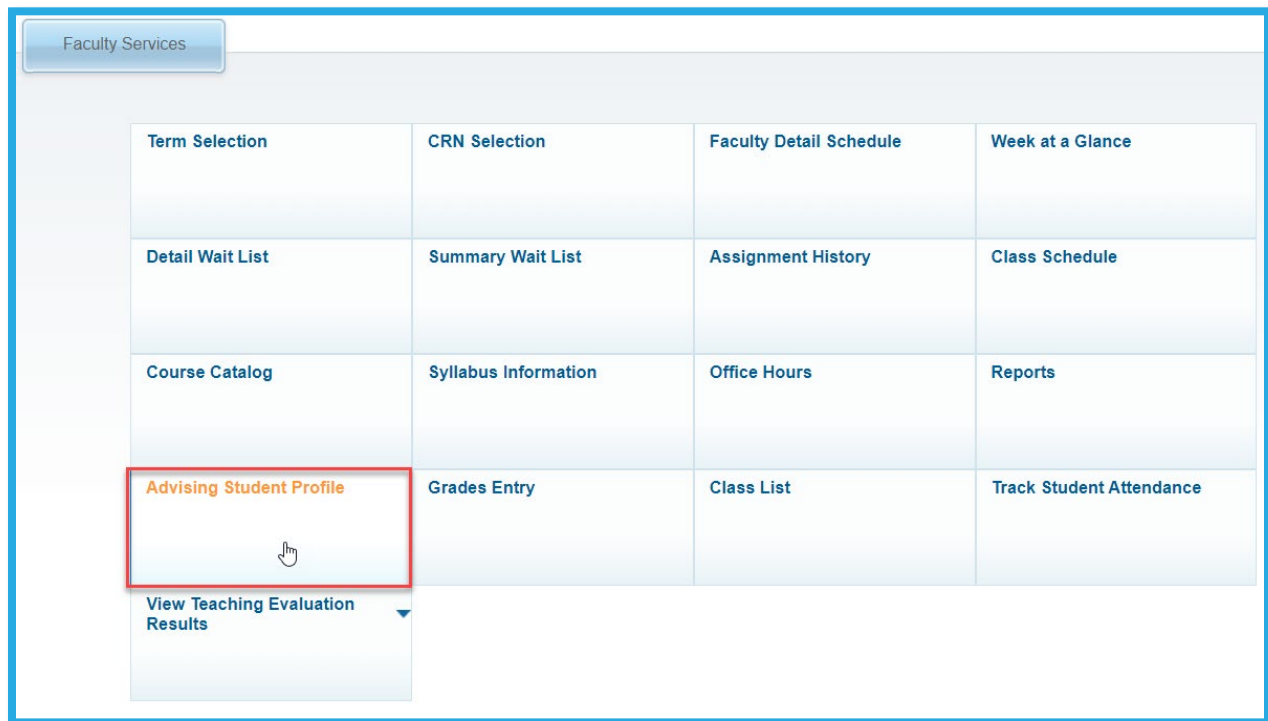 Faculty Services
Term Selection
CRN Selection
Faculty Detail Schedule
Week at a Glance
Detail Wait List
Summary Wait List
Assignment History
Class Schedule
Course Catalog
Syllabus Information
Office Hours
Reports
Advising Student Profile
Grades Entry
Class List
Track Student Attendance
View Teaching Evaluation
Results